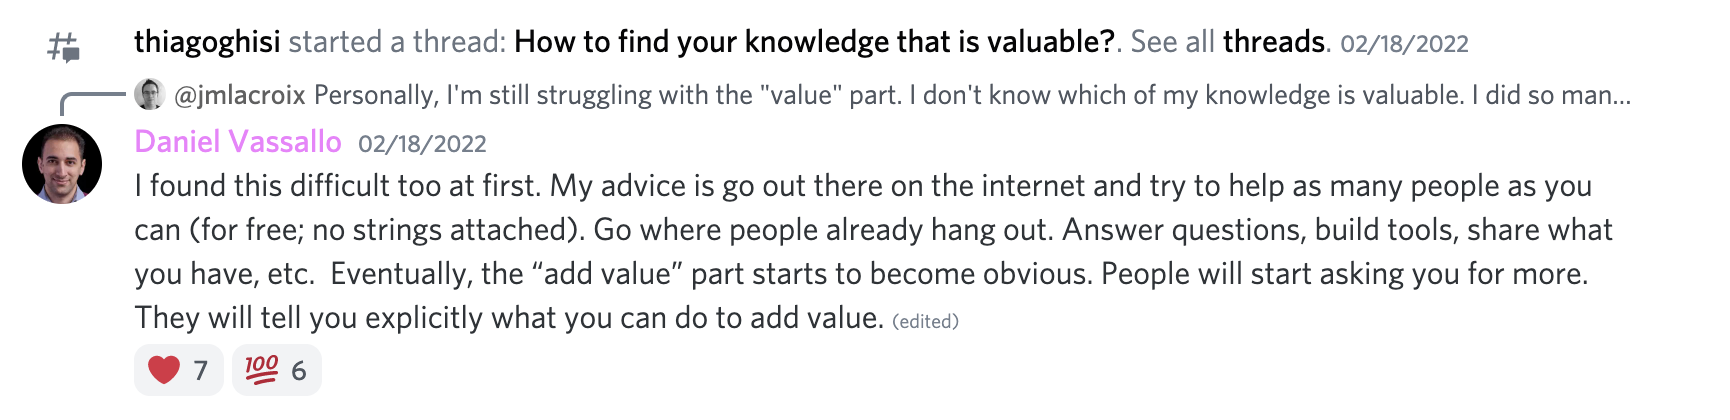 thiagoghisi started a thread: How to find your knowledge that is valuable?. See all threads. 02/18/2022
@jmlacroix Personally, I'm still struggling with the "value" part. I don't know which of my knowledge is valuable. I did so man...
Daniel Vassallo 02/18/2022
I found this difficult too at first. My advice is go out there on the internet and try to help as many people as you
can (for free; no strings attached). Go where people already hang out. Answer questions, build tools, share what
you have, etc.  Eventually, the “add value” part starts to become obvious. People will start asking you for more.
They will tell you explicitly what you can do to add value. (edited)
❤️ 7 💯 6